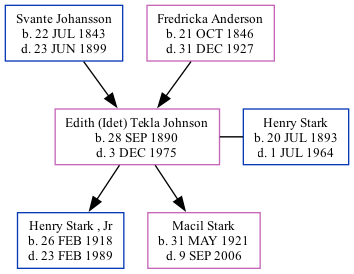 Svante Johansson
b. 22 JUL 1843
d. 23 JUN 1899
Fredricka Anderson
b. 21 OCT 1846
d. 31 DEC 1927
Edith (Idet) Tekla Johnson
b. 28 SEP 1890
d. 3 DEC 1975
Henry Stark
b. 20 JUL 1893
d. 1 JUL 1964
Henry Stark , Jr
b. 26 FEB 1918
d. 23 FEB 1989
Macil Stark
b. 31 MAY 1921
d. 9 SEP 2006